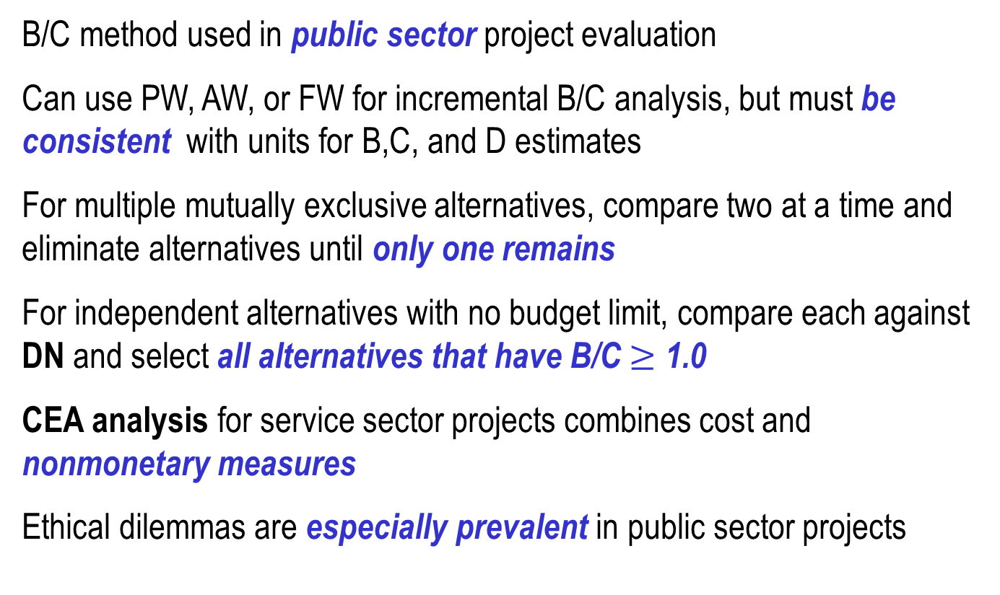 B/C method used in public sector project evaluation
Can use PW, AW, or FW for incremental B/C analysis, but must be
consistent with units for B,C, and D estimates
For multiple mutually exclusive alternatives, compare two at a time and
eliminate alternatives until only one remains
For independent alternatives with no budget limit, compare each against
DN and select all alternatives that have B/C ≥ 1.0
CEA analysis for service sector projects combines cost and
nonmonetary measures
Ethical dilemmas are especially prevalent in public sector projects